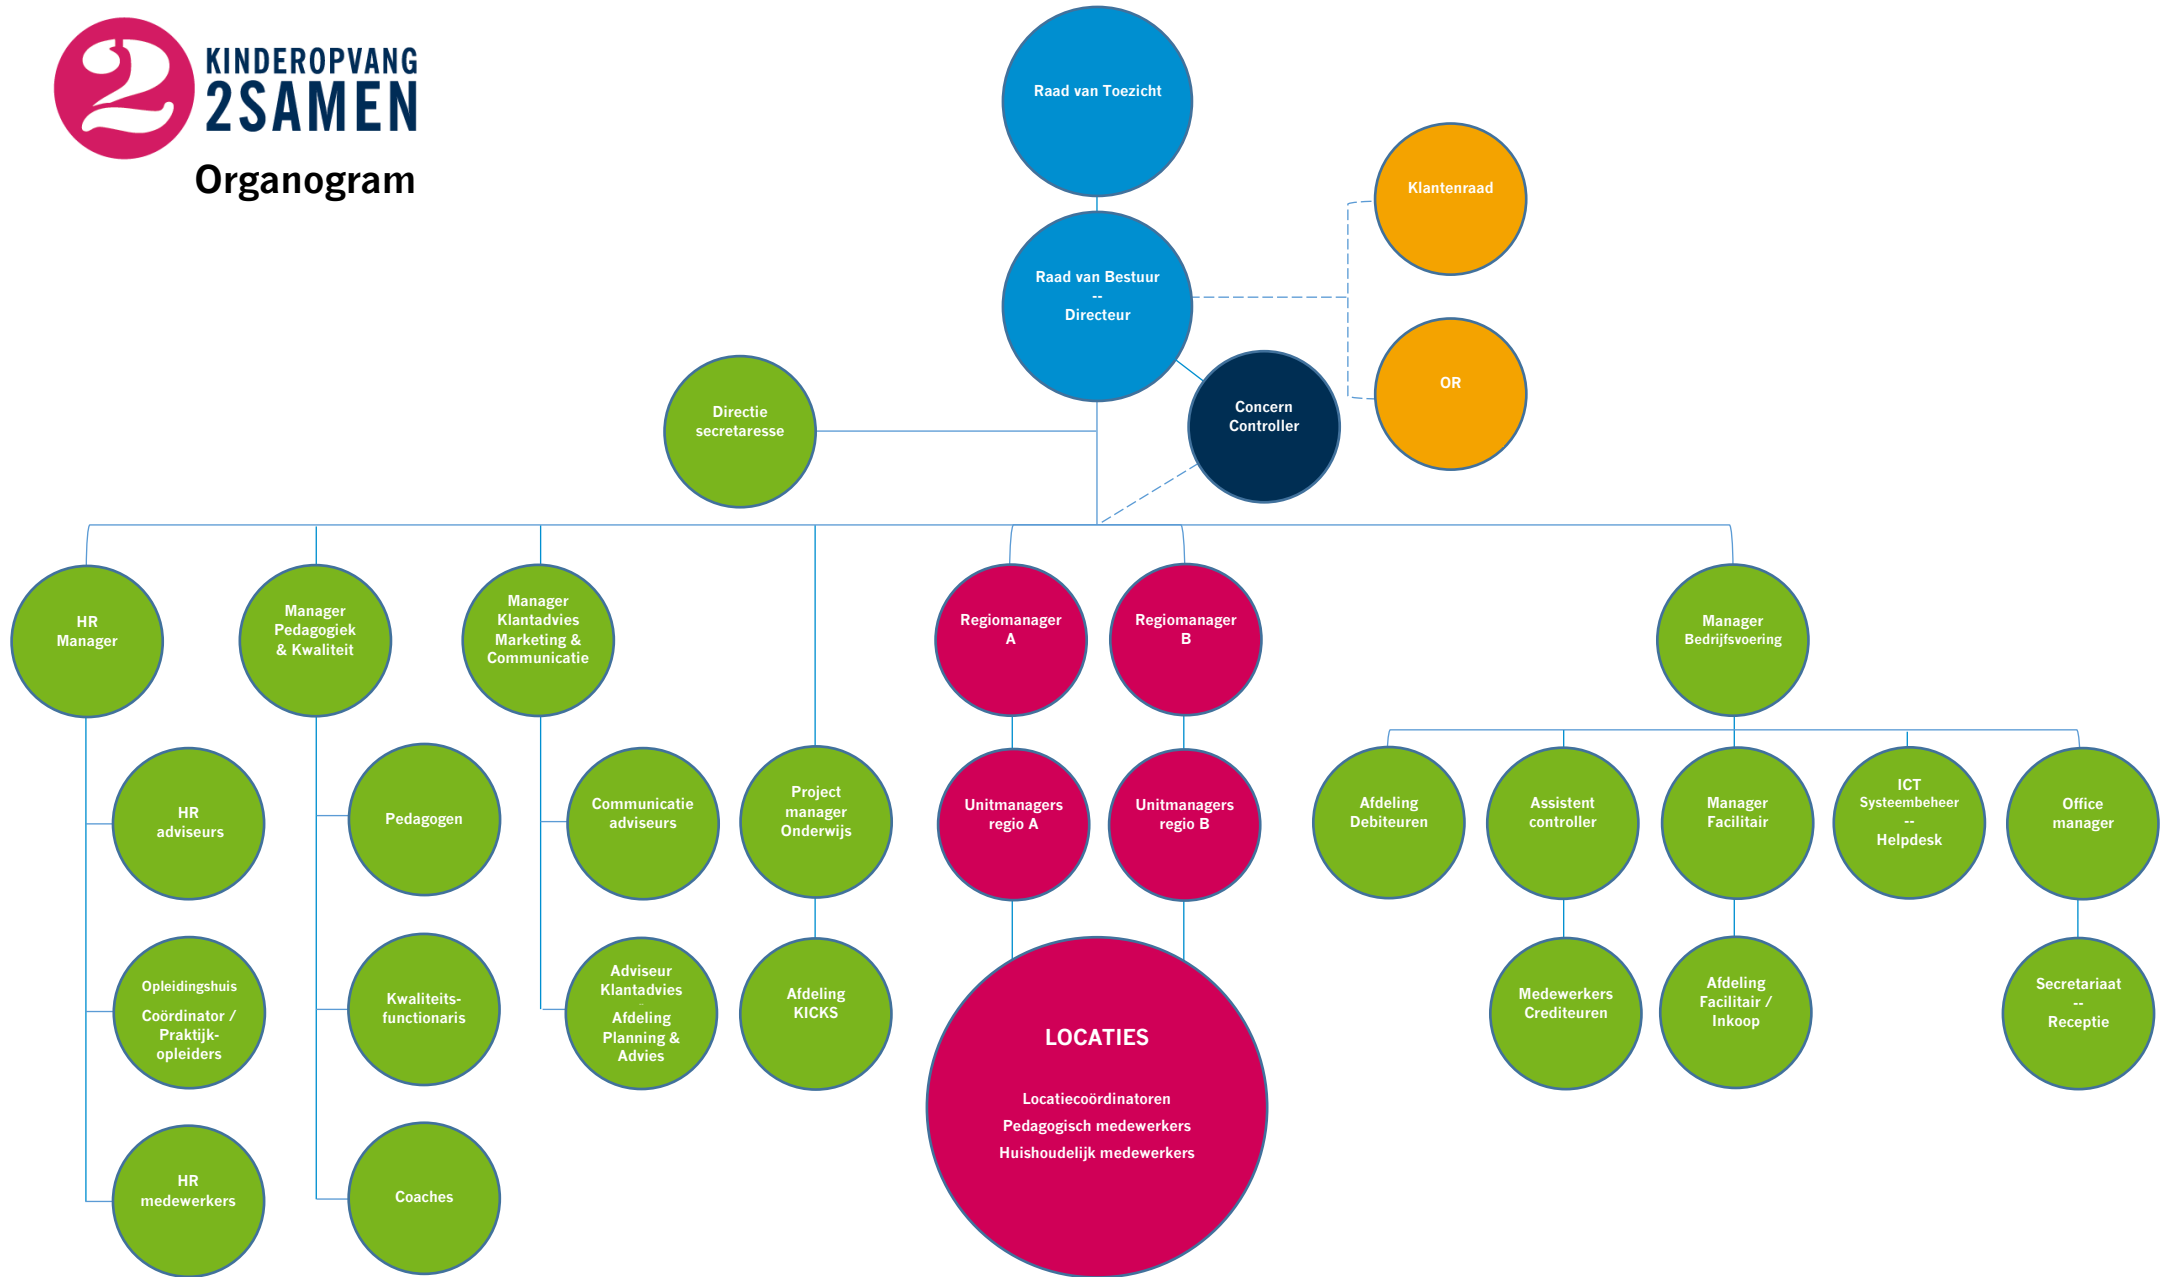 2
KINDEROPVANG
2SAMEN
Organogram
Raad van Toezicht
Klantenraad
Raad van Bestuur
--
Directeur
OR
Concern
Controller
Directie
secretaresse
HR
Manager
Manager
Pedagogiek
& Kwaliteit
Manager
Klantadvies
Marketing &
Communicatie
Regiomanager
A
Regiomanager
B
Manager
Bedrijfsvoering
HR
adviseurs
Pedagogen
Communicatie
adviseurs
Project
manager
Onderwijs
Unitmanagers
regio A
Unitmanagers
regio B
Afdeling
Debiteuren
Assistent
controller
Manager
Facilitair
ICT
Systeembeheer
--
Helpdesk
Office
manager
Opleidingshuis
Coördinator /
Praktijk-
opleiders
Kwaliteits-
functionaris
Adviseur
Klantadvies
-
Afdeling
Planning &
Advies
Afdeling
KICKS
LOCATIES
Locatiecoördinatoren
Pedagogisch medewerkers
Huishoudelijk medewerkers
Medewerkers
Crediteuren
Afdeling
Facilitair /
Inkoop
Secretariaat
--
Receptie
HR
medewerkers
Coaches